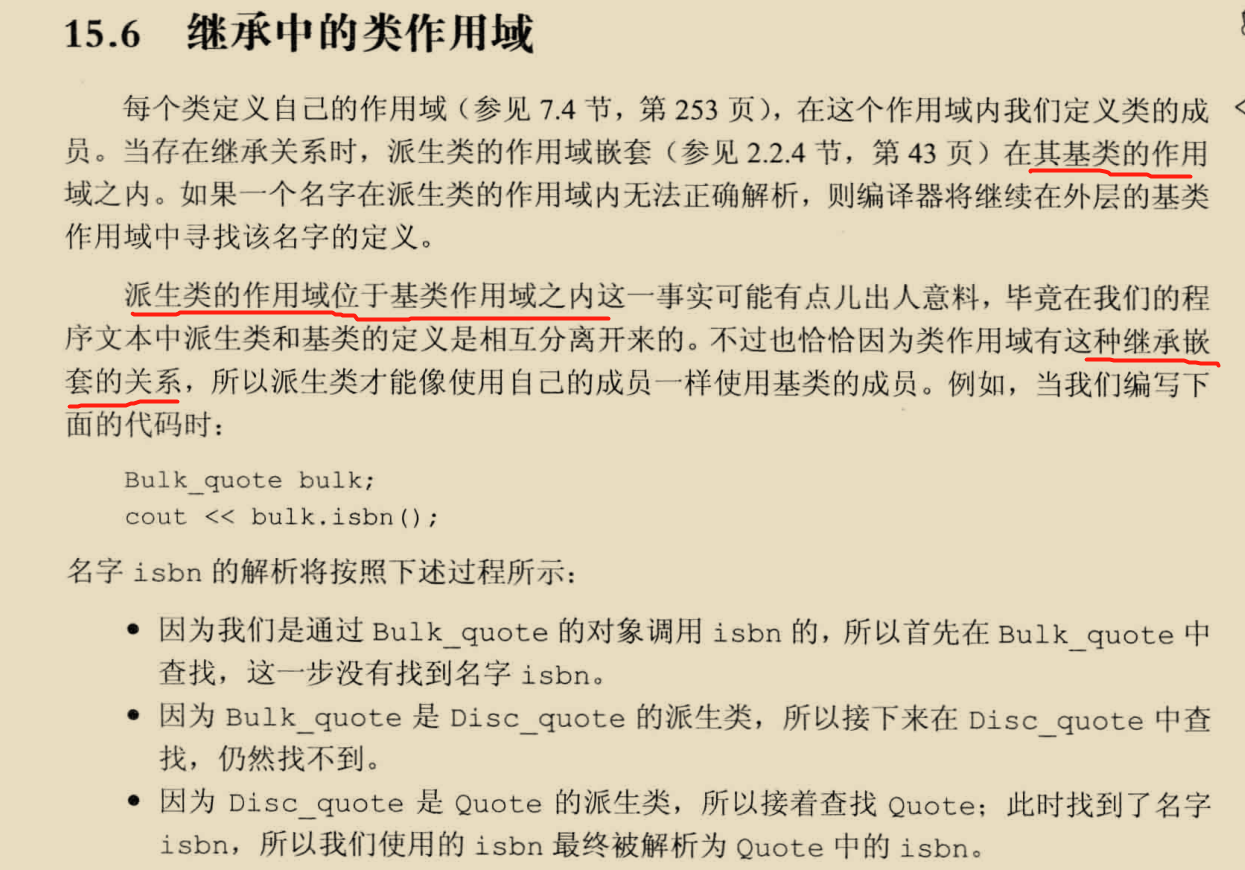 15.6 继承中的类作用域
每个类定义自己的作用域（参见 7.4 节，第 253 页），在这个作用域内我们定义类的成
员。当存在继承关系时，派生类的作用域嵌套（参见 2.2.4 节，第 43 页）在其基类的作用
域之内。如果一个名字在派生类的作用域内无法正确解析，则编译器将继续在外层的基类
作用域中寻找该名字的定义。
派生类的作用域位于基类作用域之内这一事实可能有点儿出人意料，毕竟在我们的程
序文本中派生类和基类的定义是相互分离开来的。不过也恰恰因为类作用域有这种继承嵌
套的关系，所以派生类才能像使用自己的成员一样使用基类的成员。例如，当我们编写下
面的代码时：
Bulk_quote bulk;
cout << bulk.isbn();
名字 isbn 的解析将按照下述过程所示：
● 因为我们是通过 Bulk_quote 的对象调用 isbn 的，所以首先在 Bulk_quote 中
查找，这一步没有找到名字 isbn。
● 因为 Bulk_quote 是 Disc_quote 的派生类，所以接下来在 Disc_quote 中查
找，仍然找不到。
● 因为 Disc_quote 是 Quote 的派生类，所以接着查找 Quote；此时找到了名字
isbn，所以我们使用的 isbn 最终被解析为 Quote 中的 isbn。